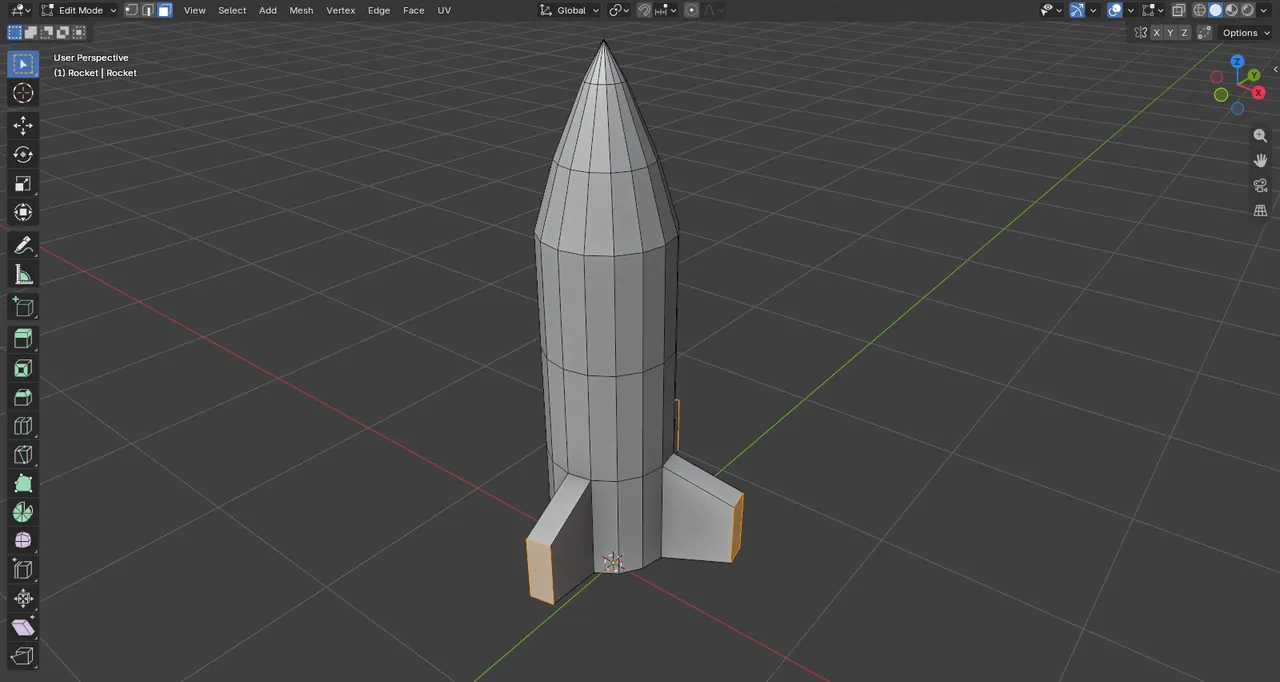 Edit Mode View Select Add Mesh Vertex Edge Face UV Global
X Y Z Options
User Perspective
(1) Rocket | Rocket
Z
Y
X